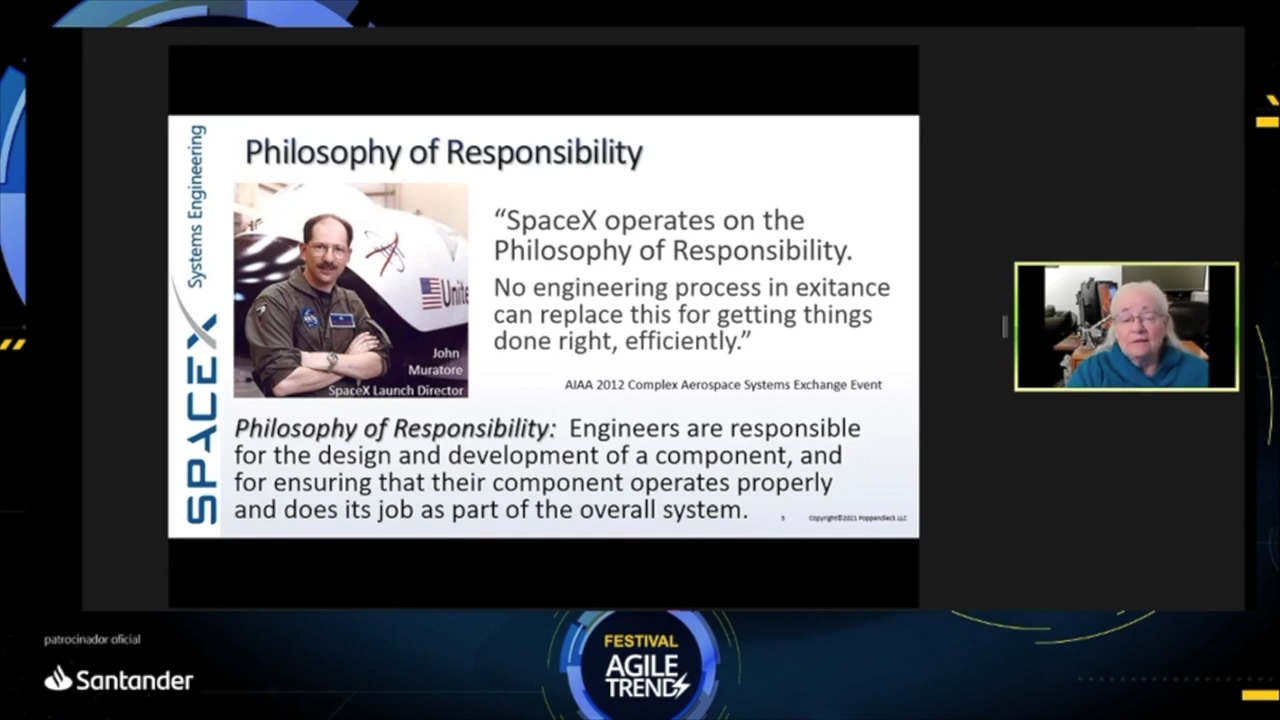 Philosophy of Responsibility
SPACEX Systems Engineering
United
John
Muratore
SpaceX Launch Director
“SpaceX operates on the
Philosophy of Responsibility.
No engineering process in exitance
can replace this for getting things
done right, efficiently.”
AIAA 2012 Complex Aerospace Systems Exchange Event
Philosophy of Responsibility: Engineers are responsible
for the design and development of a component, and
for ensuring that their component operates properly
and does its job as part of the overall system.
5 Copyright©2021 Poppendieck LLC
patrocinador oficial
Santander
FESTIVAL
AGILE
TRENDS